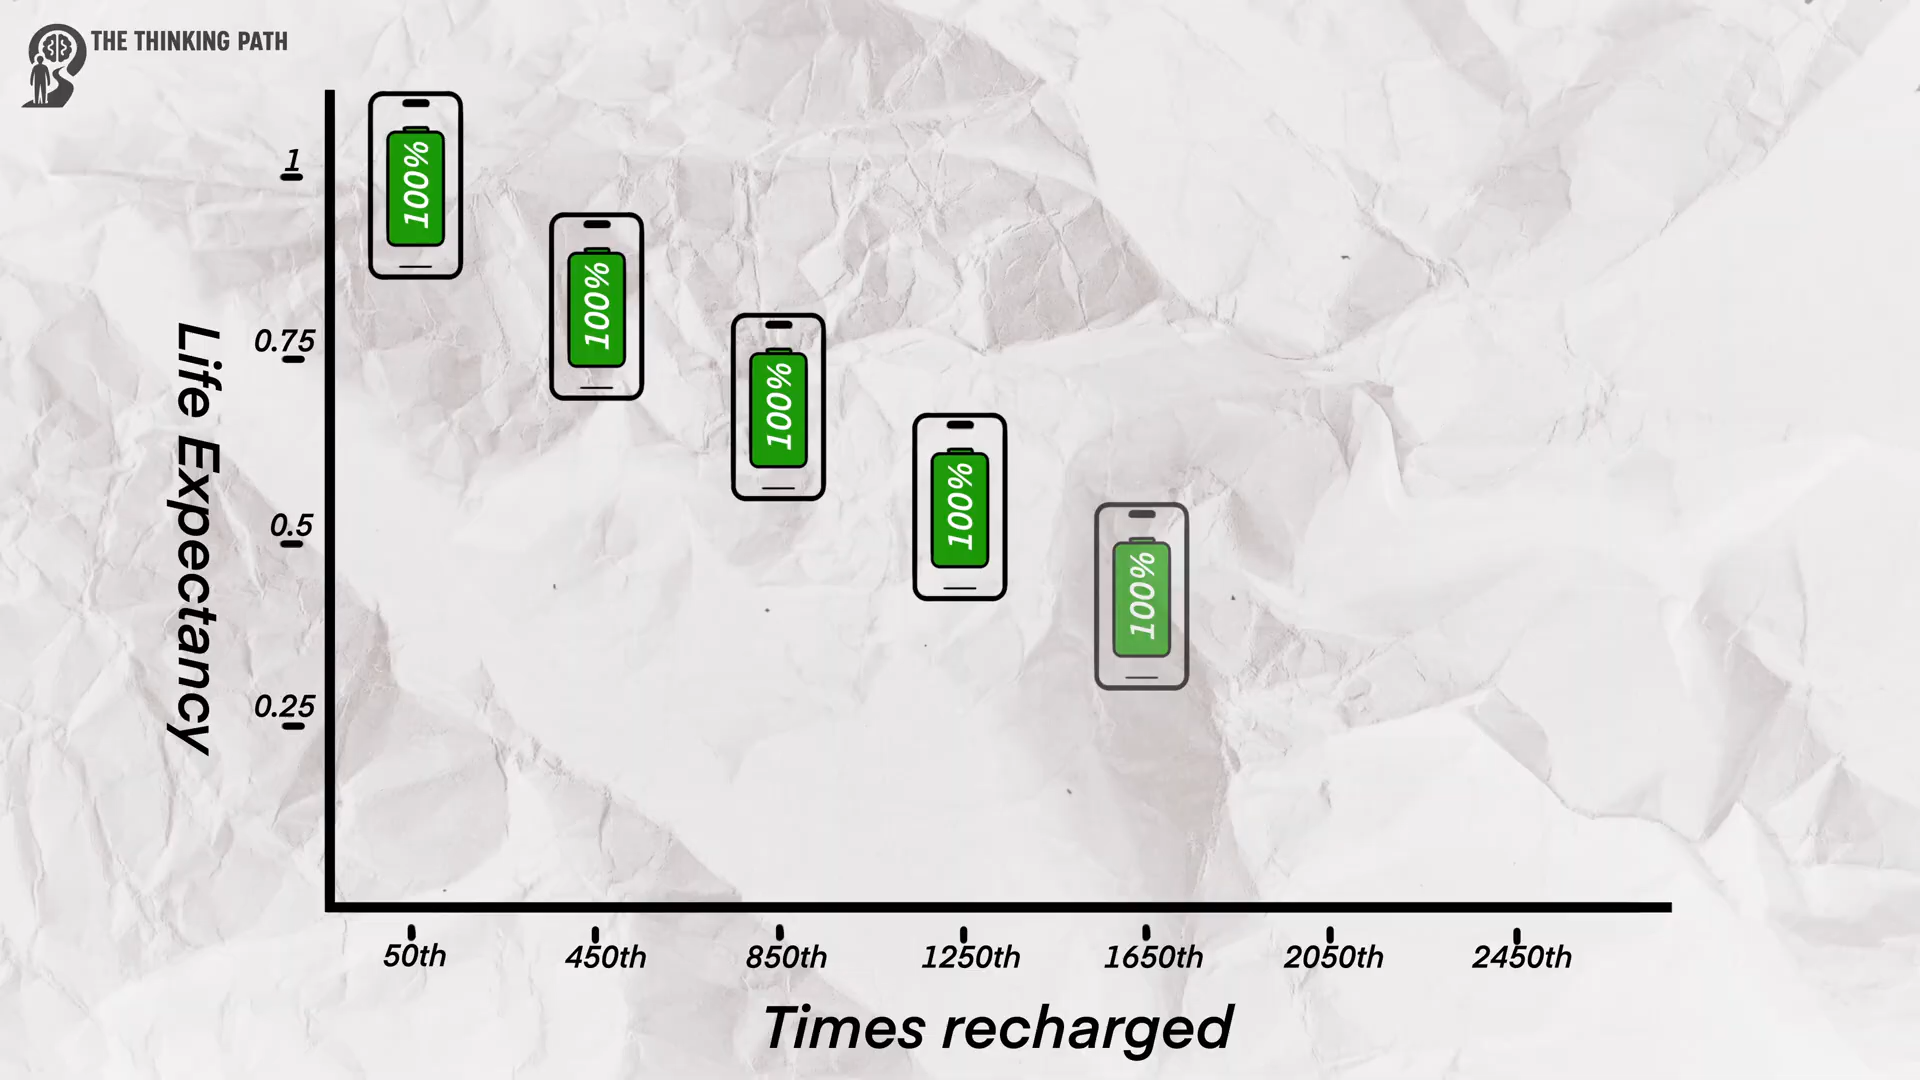 THE THINKING PATH
1
0.75
0.5
0.25
Life Expectancy
100%
100%
100%
100%
100%
50th
450th
850th
1250th
1650th
2050th
2450th
Times recharged